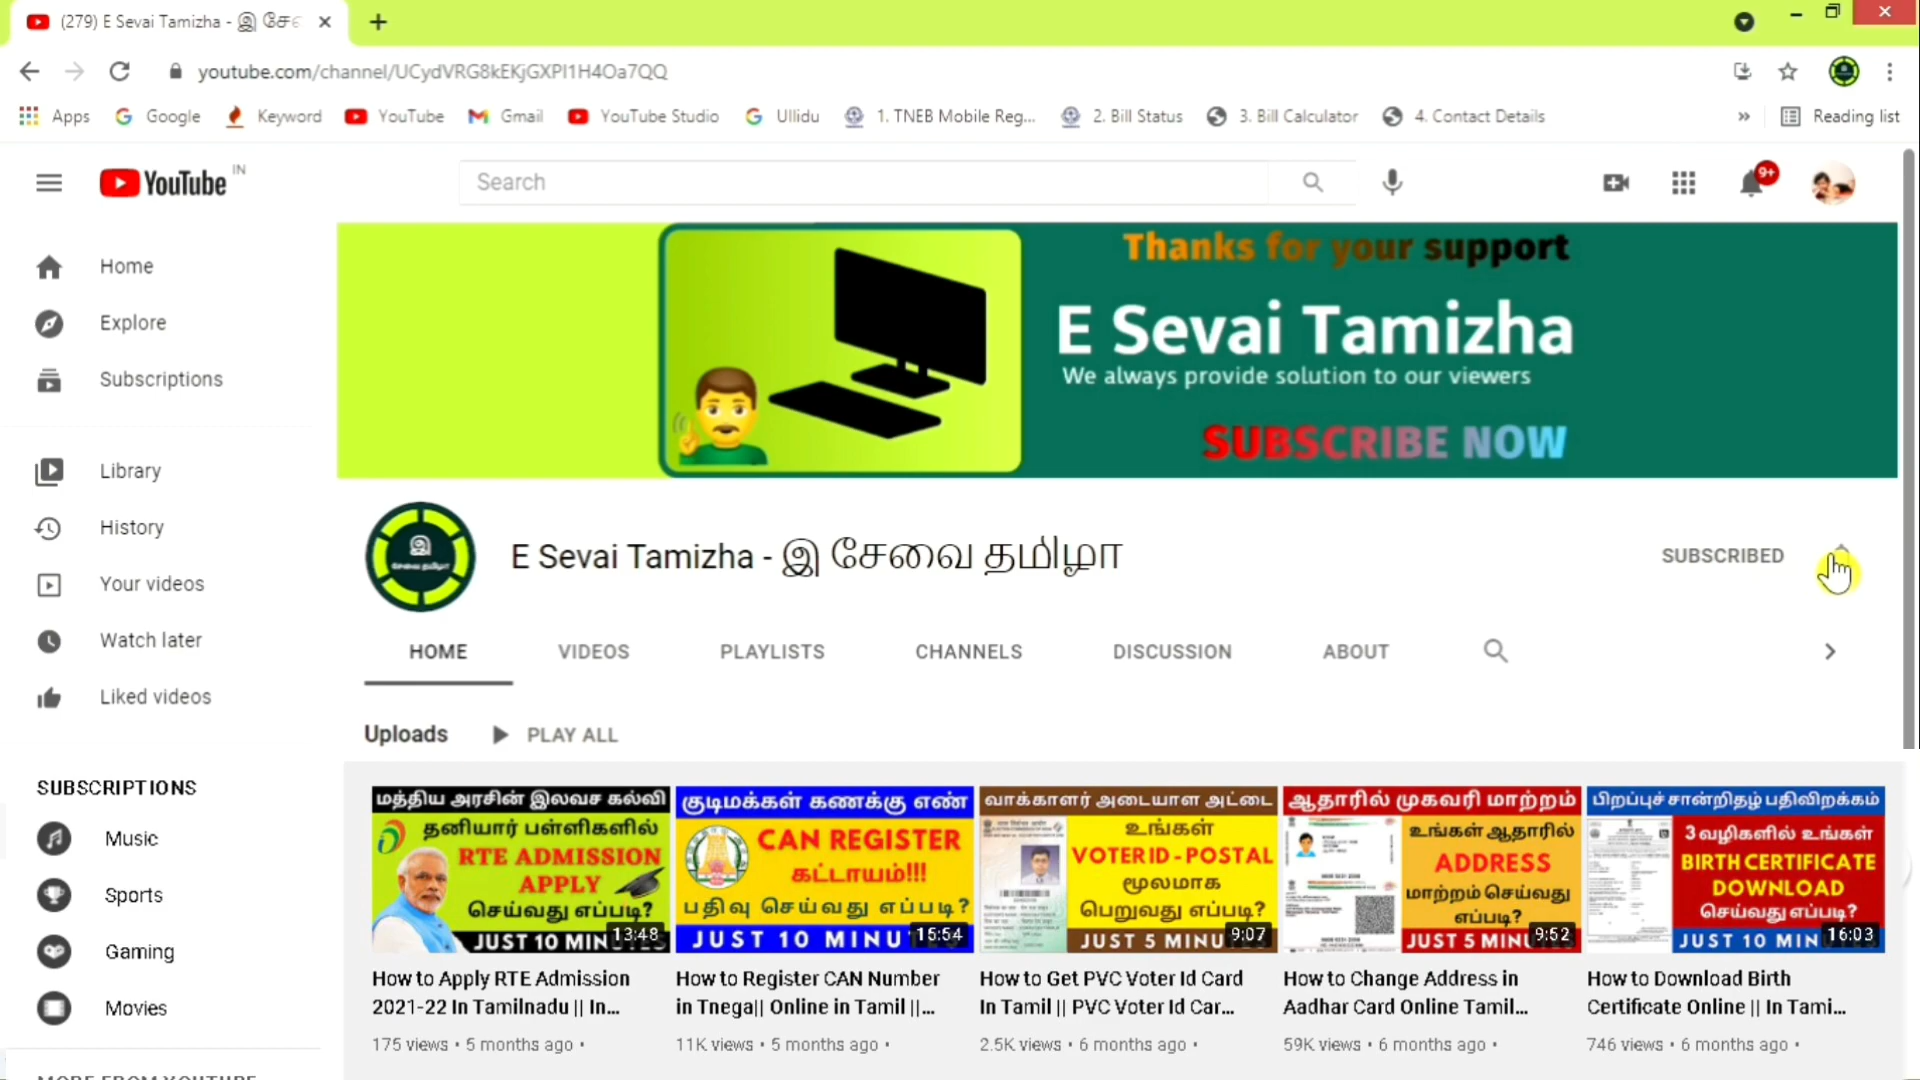 (279) E Sevai Tamizha - இ சேவை
youtube.com/channel/UCydVRG8kEKjGXPI1H4Oa7QQ
Apps Google Keyword YouTube Gmail YouTube Studio Ullidu 1. TNEB Mobile Reg... 2. Bill Status 3. Bill Calculator 4. Contact Details » Reading list
YouTube IN
Search
9+
Home
Explore
Subscriptions
Library
History
Your videos
Watch later
Liked videos
SUBSCRIPTIONS
Music
Sports
Gaming
Movies
MORE FROM YOUTUBE
Thanks for your support
E Sevai Tamizha
We always provide solution to our viewers
SUBSCRIBE NOW
இ
சேவை தமிழா
E Sevai Tamizha - இ சேவை தமிழா
SUBSCRIBED
HOME VIDEOS PLAYLISTS CHANNELS DISCUSSION ABOUT
Uploads PLAY ALL
மத்திய அரசின் இலவச கல்வி
தனியார் பள்ளிகளில்
RTE ADMISSION
APPLY
செய்வது எப்படி?
JUST 10 MIN
13:48
How to Apply RTE Admission
2021-22 In Tamilnadu || In...
175 views • 5 months ago •
குடிமக்கள் கணக்கு எண்
CAN REGISTER
கட்டாயம்!!!
பதிவு செய்வது எப்படி?
JUST 10 MINU
15:54
How to Register CAN Number
in Tnega|| Online in Tamil ||...
11K views • 5 months ago •
வாக்காளர் அடையாள அட்டை
உங்கள்
VOTER ID - POSTAL
மூலமாக
பெறுவது எப்படி?
JUST 5 MINU
9:07
How to Get PVC Voter Id Card
In Tamil || PVC Voter Id Car...
2.5K views • 6 months ago •
ஆதாரில் முகவரி மாற்றம்
உங்கள் ஆதாரில்
ADDRESS
மாற்றம் செய்வது
எப்படி?
JUST 5 MINU
9:52
How to Change Address in
Aadhar Card Online Tamil...
59K views • 6 months ago •
பிறப்புச் சான்றிதழ் பதிவிறக்கம்
3 வழிகளில் உங்கள்
BIRTH CERTIFICATE
DOWNLOAD
செய்வது எப்படி?
JUST 10 MIN
16:03
How to Download Birth
Certificate Online || In Tami...
746 views • 6 months ago •